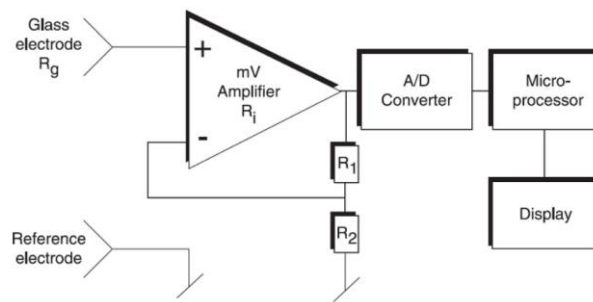 Glass
electrode
Rg
+
mV
Amplifier
Ri
-
A/D
Converter
Micro-
processor
R1
R2
Display
Reference
electrode